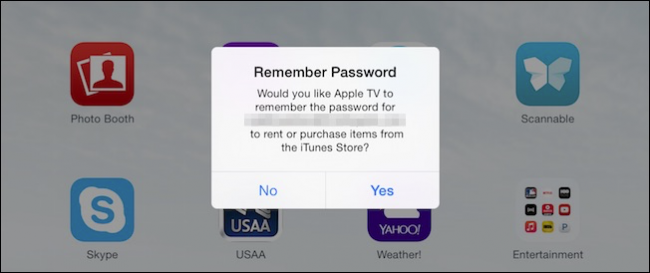 Remember Password
Would you like Apple TV to
remember the password for
to rent or purchase items from
the iTunes Store?
No Yes
Photo Booth
Scannable
S
USAA
YAHOO!
Skype
USAA
Weather!
Entertainment